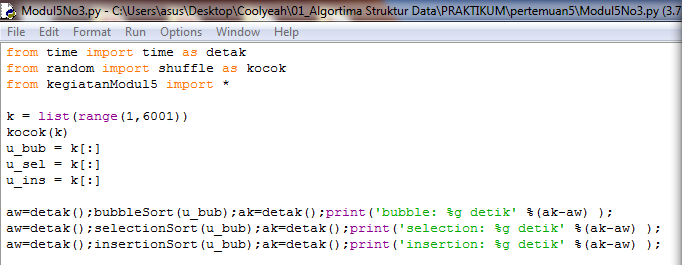 Modul5No3.py - C:\Users\asus\Desktop\Coolyeah\01_Algortima Struktur Data\PRAKTIKUM\pertemuan5\Modul5No3.py (3.7
File Edit Format Run Options Window Help
from time import time as detak
from random import shuffle as kocok
from kegiatanModul5 import *
k = list(range(1,6001))
kocok(k)
u_bub = k[:]
u_sel = k[:]
u_ins = k[:]
aw=detak();bubbleSort(u_bub);ak=detak();print('bubble: %g detik' %(ak-aw) );
aw=detak();selectionSort(u_bub);ak=detak();print('selection: %g detik' %(ak-aw) );
aw=detak();insertionSort(u_bub);ak=detak();print('insertion: %g detik' %(ak-aw) );